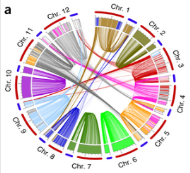 a
Chr. 1
Chr. 2
Chr. 3
Chr. 4
Chr. 5
Chr. 6
Chr. 7
Chr. 8
Chr. 9
Chr. 10
Chr. 11
Chr. 12